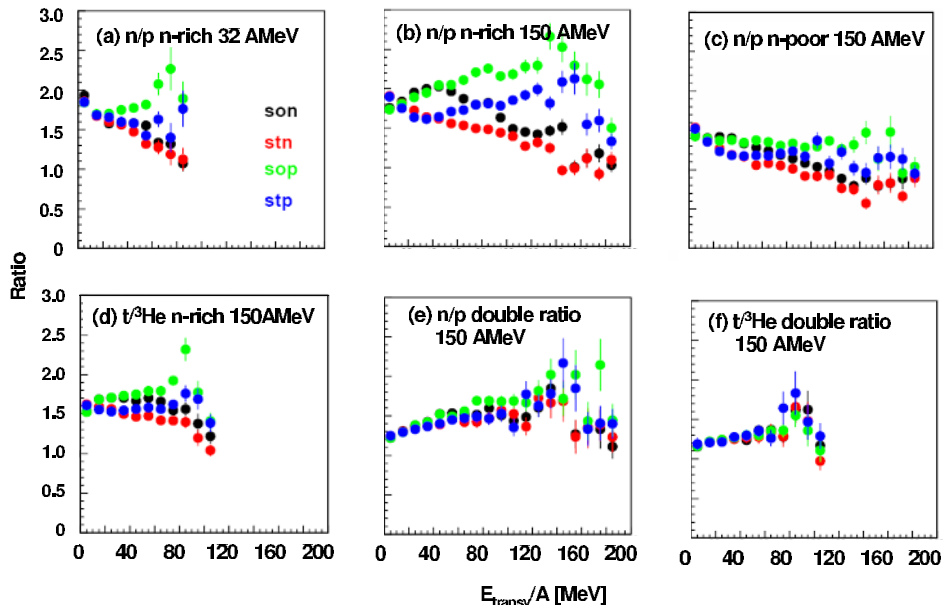 3.0
2.5
2.0
1.5
1.0
.5
0
(a) n/p n-rich 32 AMeV
son
stn
sop
stp
(b) n/p n-rich 150 AMeV
(c) n/p n-poor 150 AMeV
Ratio
3.0
2.5
2.0
1.5
1.0
.5
0
(d) t/³He n-rich 150AMeV
(e) n/p double ratio
150 AMeV
(f) t/³He double ratio
150 AMeV
0 40 80 120 160 200
0 40 80 120 160 200
0 40 80 120 160 200
E_transv/A [MeV]